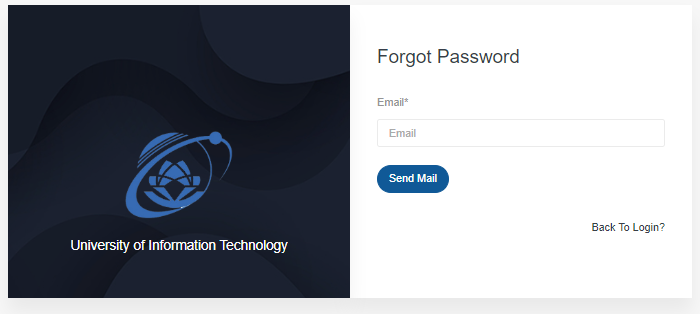 University of Information Technology
Forgot Password
Email*
Email
Send Mail
Back To Login?